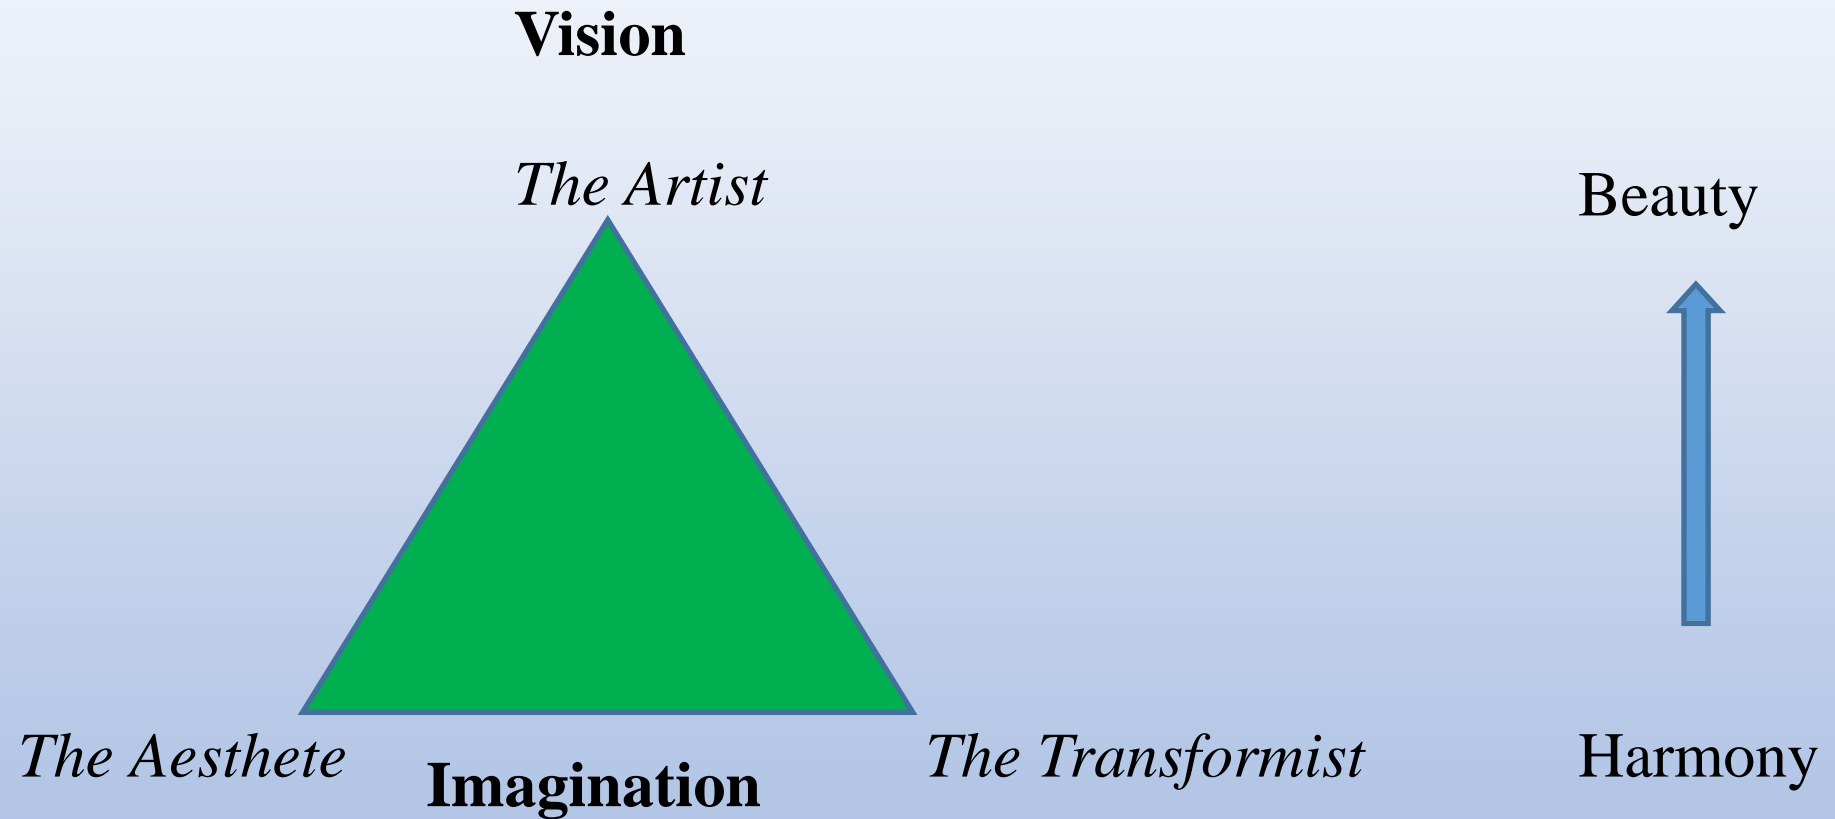 Vision
The Artist
Beauty
The Aesthete
Imagination
The Transformist
Harmony